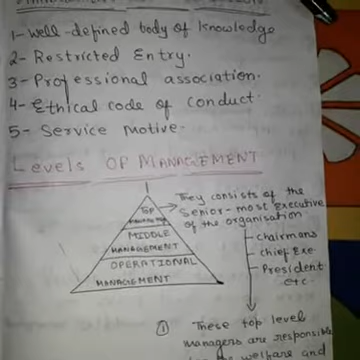 1- Well-defined body of knowledge
2- Restricted Entry.
3- Professional association.
4- Ethical code of conduct.
5- Service Motive.
Levels OF MANAGEMENT
TOP
MIDDLE
MANAGEMENT
OPERATIONAL
MANAGEMENT
They consists of the
Senior-most executive
of the organisation
chairmans
chief Exe.
President
etc.
① These top level
managers are responsible
welfare and